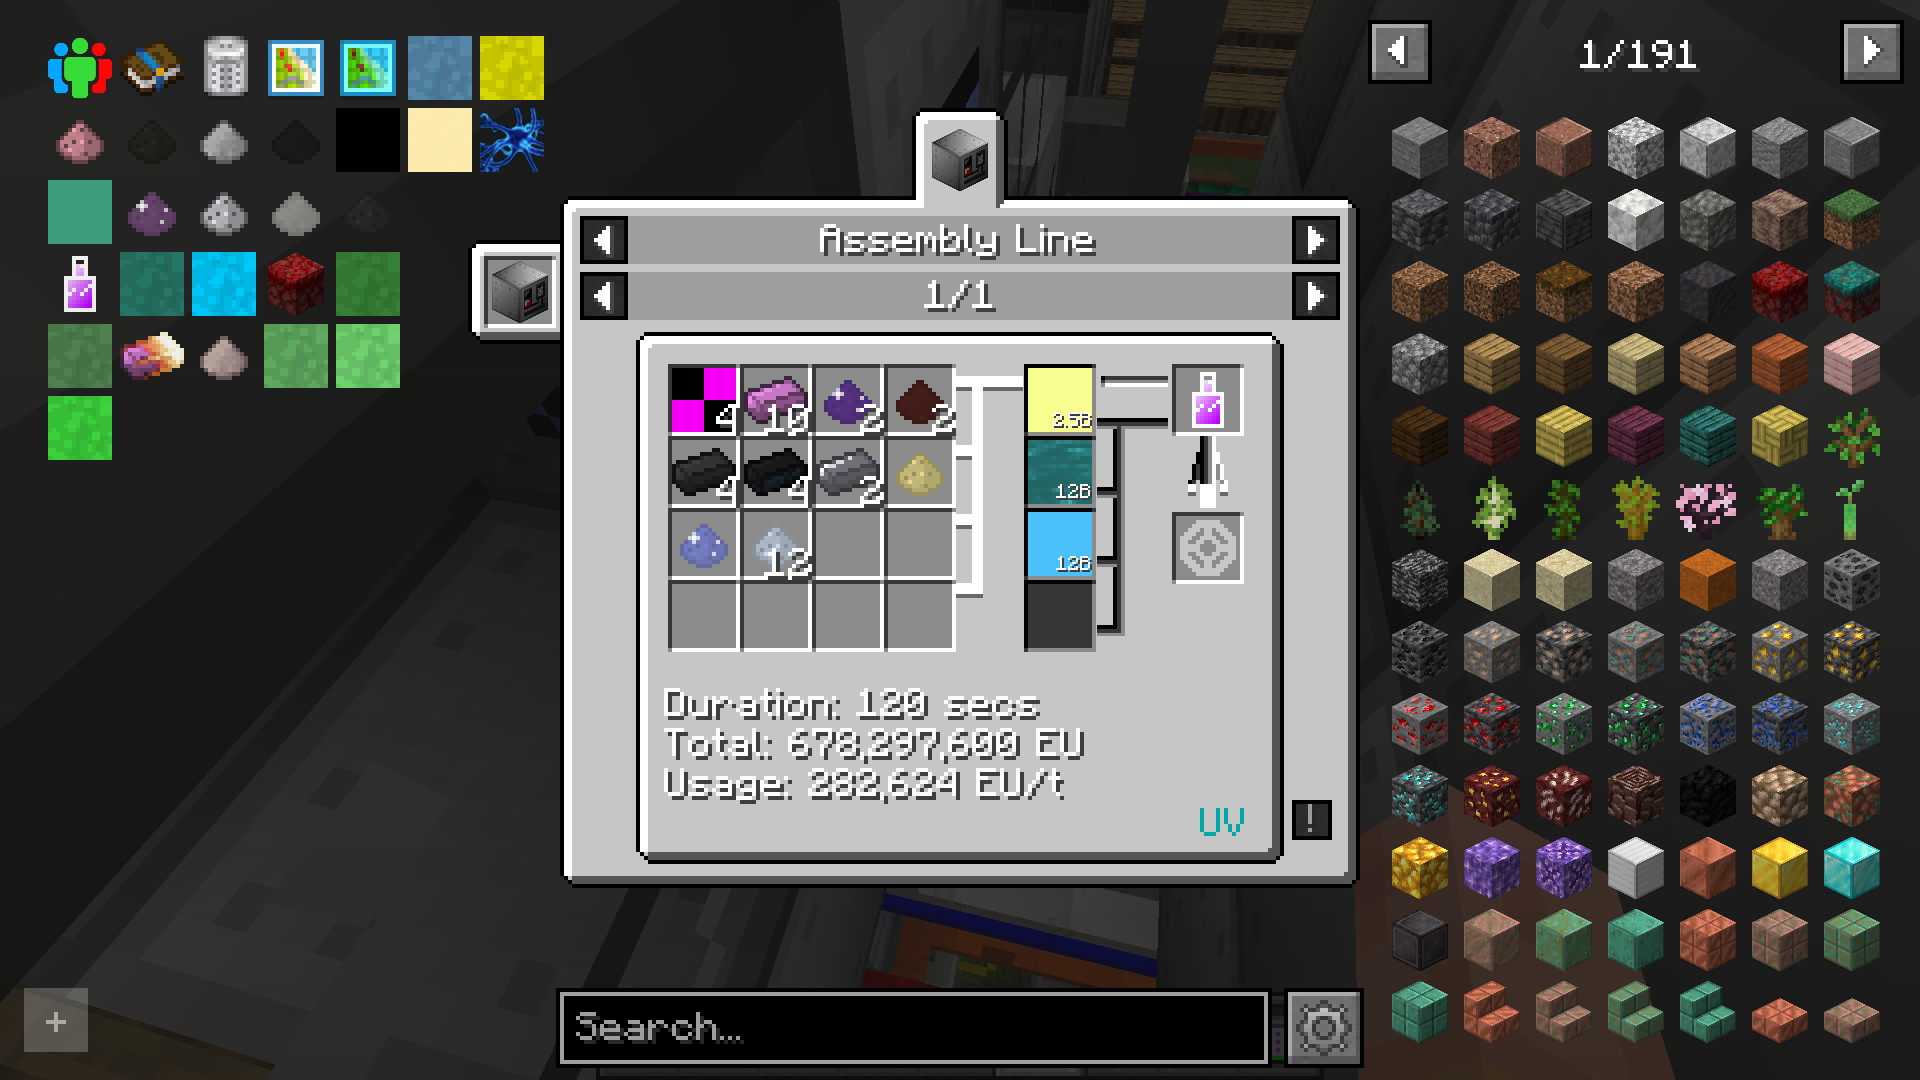 1/191
Assembly Line
1/1
4 10 2 2 2.5B
4 4 2 12B
12 12B
Duration: 120 secs
Total: 678,297,600 EU
Usage: 282,624 EU/t
UV
!
+
Search...